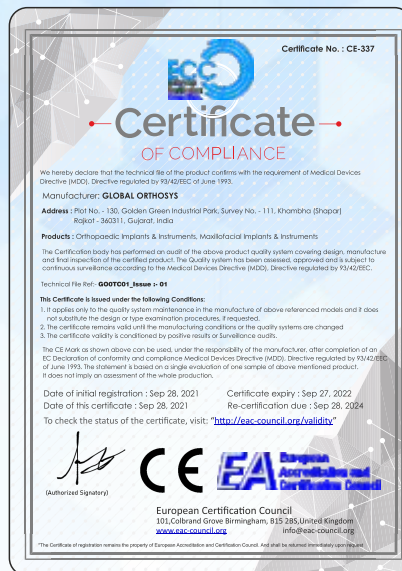 Certificate No. : CE-337
ECC
Certificate
OF COMPLIANCE
We hereby declare that the technical file of the product confirms with the requirement of Medical Devices
Directive (MDD). Directive regulated by 93/42/EEC of June 1993.
Manufacturer: GLOBAL ORTHOSYS
Address : Plot No. - 130, Golden Green Industrial Park, Survey No. - 111, Khambha (Shapar)
Rajkot - 360311, Gujarat, India
Products : Orthopaedic Implants & Instruments, Maxillofacial Implants & Instruments
The Certification body has performed an audit of the above product quality system covering design, manufacture
and final inspection of the certified product. The Quality system has been assessed, approved and is subject to
continuous surveillance according to the Medical Devices Directive (MDD), Directive regulated by 93/42/EEC.
Technical File Ref:- GOOTC01_Issue :- 01
This Certificate is issued under the following Conditions:
1. It applies only to the quality system maintenance in the manufacture of above referenced models and it does
not substitute the design or type examination procedures, if requested.
2. The certificate remains valid until the manufacturing conditions or the quality systems are changed
3. The certificate validity is conditioned by positive results or Surveillance audits.
The CE Mark as shown above can be used, under the responsibility of the manufacturer, after completion of an
EC Declaration of conformity and compliance Medical Devices Directive (MDD). Directive regulated by 93/42/EEC
of June 1993. The statement is based on a single evaluation of one sample of above mentioned product.
It does not imply an assessment of the whole production.
Date of initial registration : Sep 28, 2021 Certificate expiry : Sep 27, 2022
Date of this certificate : Sep 28, 2021 Re-certification due : Sep 28, 2024
To check the status of the certificate, visit: "http://eac-council.org/validity"
(Authorized Signatory)
CE
EA European
Accreditation and
Certification Council
European Certification Council
101,Colbrand Grove Birmingham, B15 2BS,United Kingdom
www.eac-council.org info@eac-council.org
"The Certificate of registration remains the property of European Accreditation and Certification Council. And shall be returned immediately upon request